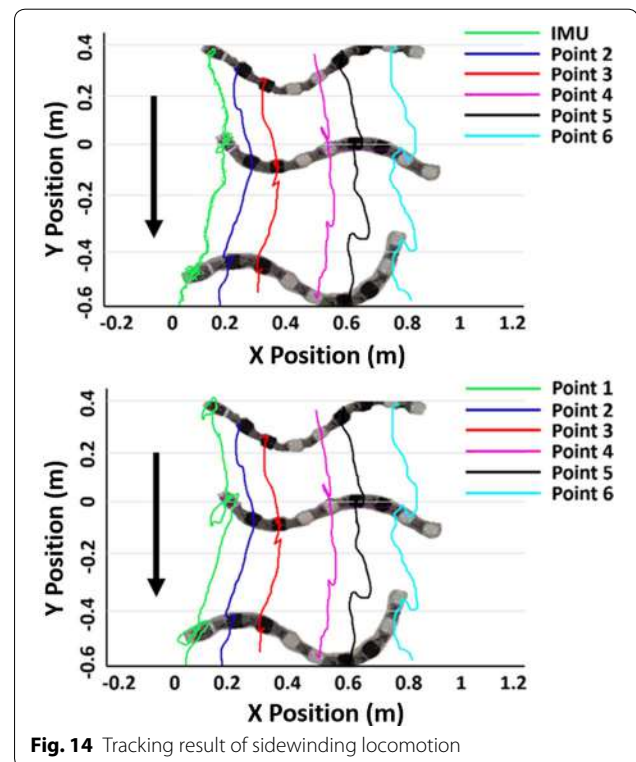 IMU
Point 2
Point 3
Point 4
Point 5
Point 6
Y Position (m)
0.4
0.2
0
-0.2
-0.4
-0.6
-0.2 0 0.2 0.4 0.6 0.8 1 1.2
X Position (m)
Point 1
Point 2
Point 3
Point 4
Point 5
Point 6
Y Position (m)
0.4
0.2
0
-0.2
-0.4
-0.6
-0.2 0 0.2 0.4 0.6 0.8 1 1.2
X Position (m)
Fig. 14 Tracking result of sidewinding locomotion